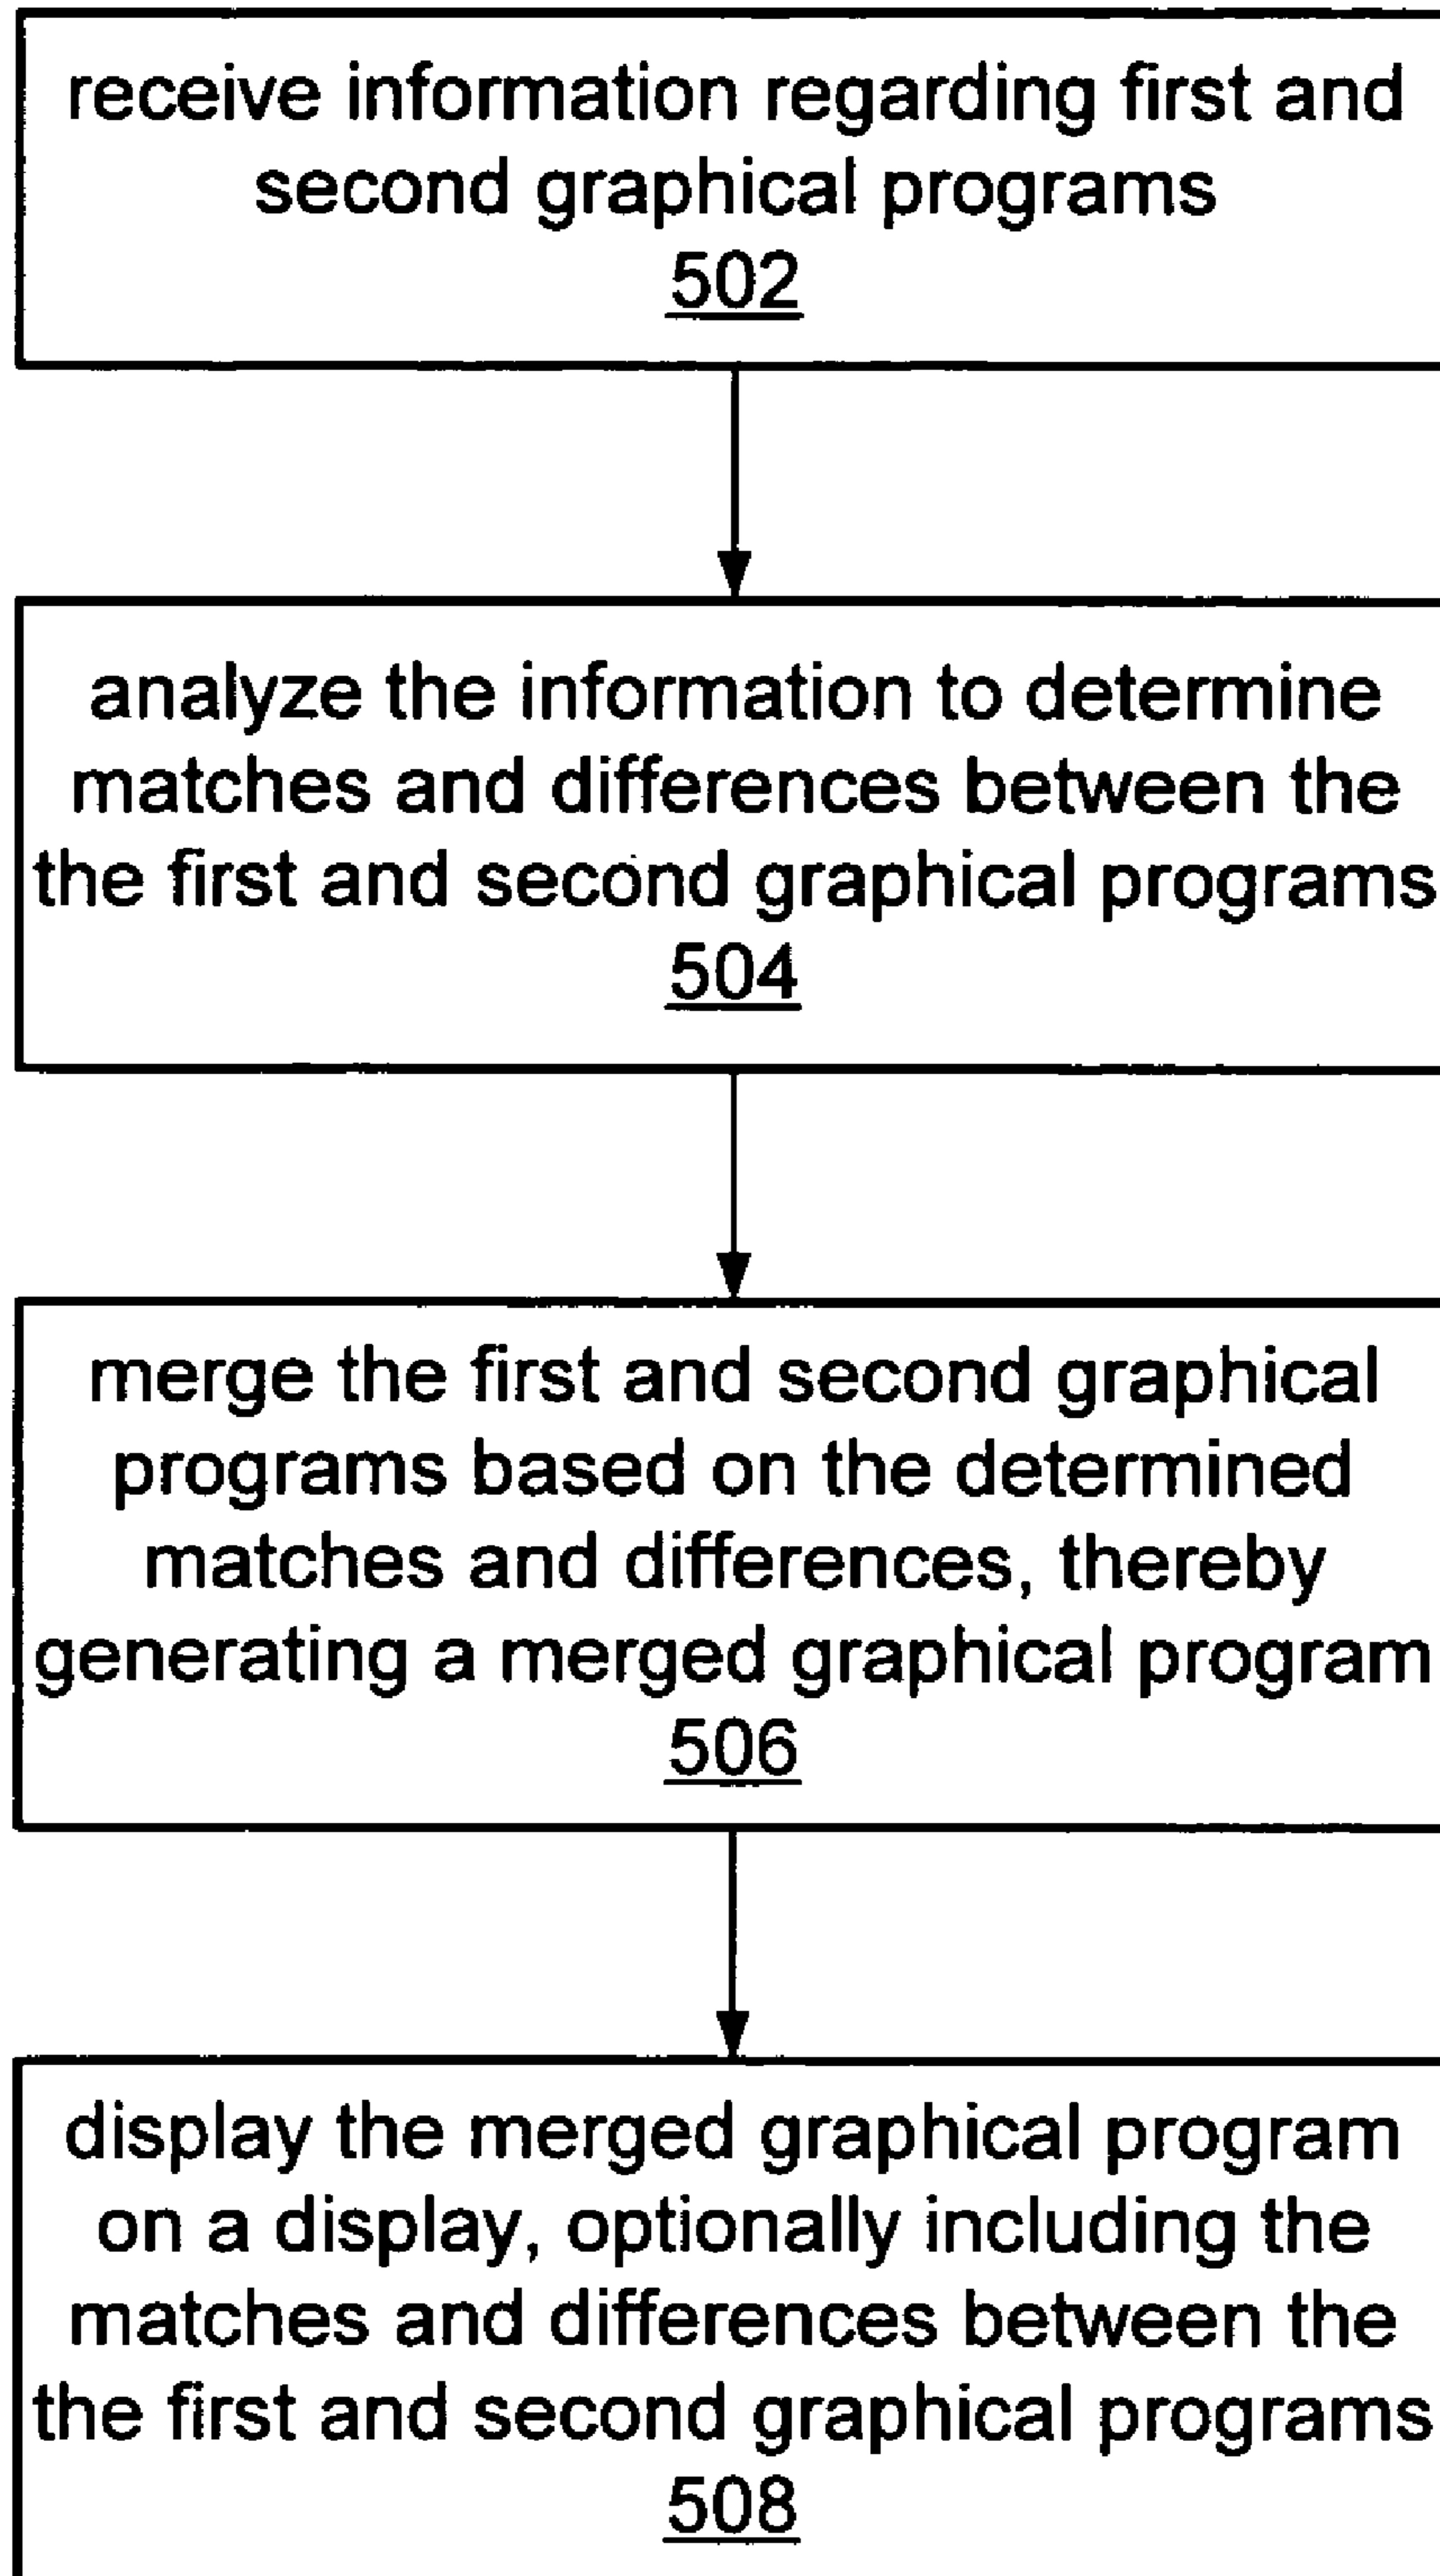 receive information regarding first and
second graphical programs
502
analyze the information to determine
matches and differences between the
the first and second graphical programs
504
merge the first and second graphical
programs based on the determined
matches and differences, thereby
generating a merged graphical program
506
display the merged graphical program
on a display, optionally including the
matches and differences between the
the first and second graphical programs
508